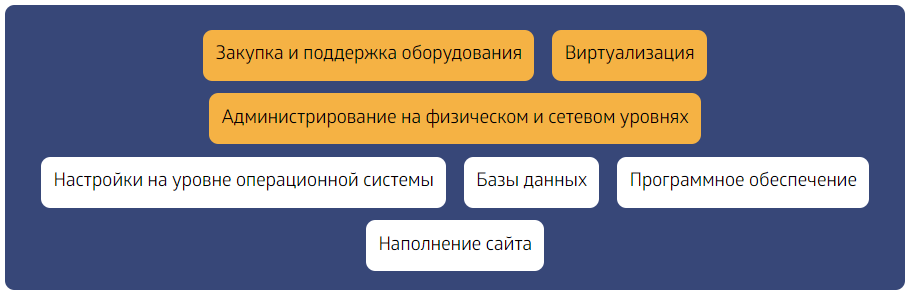 Закупка и поддержка оборудования
Виртуализация
Администрирование на физическом и сетевом уровнях
Настройки на уровне операционной системы
Базы данных
Программное обеспечение
Наполнение сайта